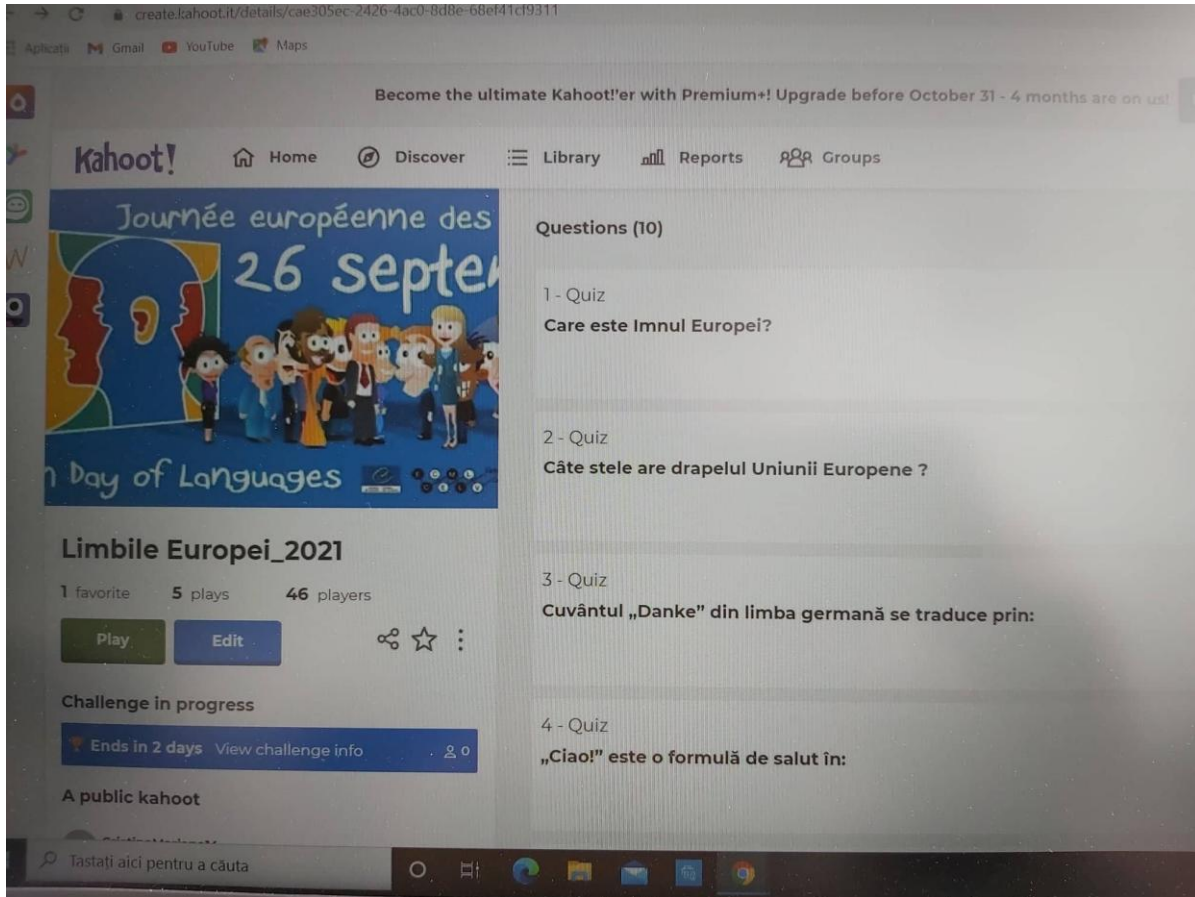 create.kahoot.it/details/cae305ec-2426-4ac0-8d8e-68ef41cf9311
Aplicații Gmail YouTube Maps
Become the ultimate Kahoot!'er with Premium+! Upgrade before October 31 - 4 months are on us!
Kahoot! Home Discover Library Reports Groups
Journée européenne des
26 septe
n Day of Languages
Limbile Europei_2021
1 favorite 5 plays 46 players
Play Edit
Challenge in progress
Ends in 2 days View challenge info 0
A public kahoot
Questions (10)
1 - Quiz
Care este Imnul Europei?
2 - Quiz
Câte stele are drapelul Uniunii Europene ?
3 - Quiz
Cuvântul „Danke” din limba germană se traduce prin:
4 - Quiz
„Ciao!” este o formulă de salut în:
Tastați aici pentru a căuta